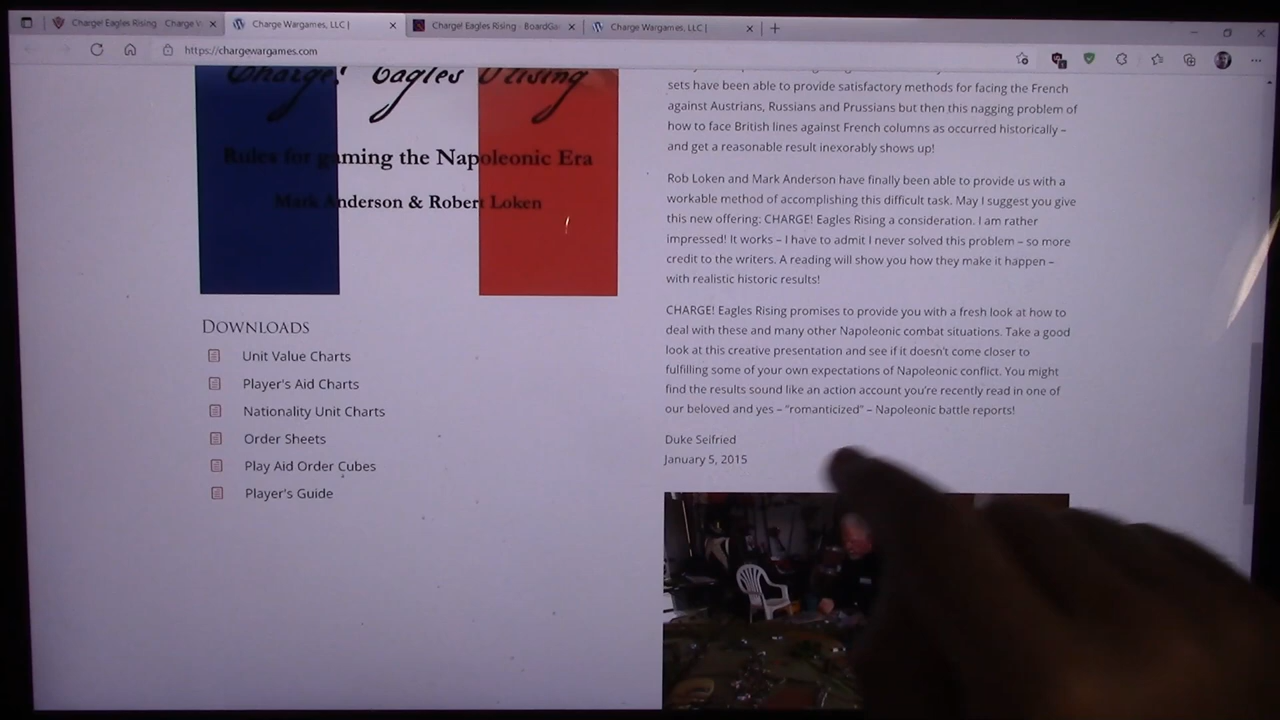 Charge! Eagles Rising - Charge
Charge Wargames, LLC |
Charge! Eagles Rising - BoardGa
Charge Wargames, LLC |
https://chargewargames.com
Charge! Eagles Rising
Rules for gaming the Napoleonic Era
Mark Anderson & Robert Loken
DOWNLOADS
Unit Value Charts
Player's Aid Charts
Nationality Unit Charts
Order Sheets
Play Aid Order Cubes
Player's Guide
sets have been able to provide satisfactory methods for facing the French
against Austrians, Russians and Prussians but then this nagging problem of
how to face British lines against French columns as occurred historically –
and get a reasonable result inexorably shows up!
Rob Loken and Mark Anderson have finally been able to provide us with a
workable method of accomplishing this difficult task. May I suggest you give
this new offering: CHARGE! Eagles Rising a consideration. I am rather
impressed! It works – I have to admit I never solved this problem – so more
credit to the writers. A reading will show you how they make it happen –
with realistic historic results!
CHARGE! Eagles Rising promises to provide you with a fresh look at how to
deal with these and many other Napoleonic combat situations. Take a good
look at this creative presentation and see if it doesn't come closer to
fulfilling some of your own expectations of Napoleonic conflict. You might
find the results sound like an action account you're recently read in one of
our beloved and yes – "romanticized" – Napoleonic battle reports!
Duke Seifried
January 5, 2015